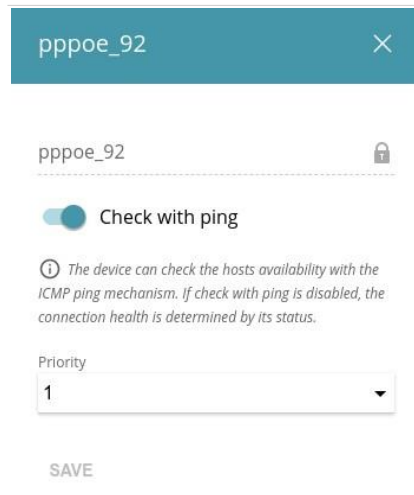 pppoe_92
pppoe_92
Check with ping
The device can check the hosts availability with the
ICMP ping mechanism. If check with ping is disabled, the
connection health is determined by its status.
Priority
1
SAVE